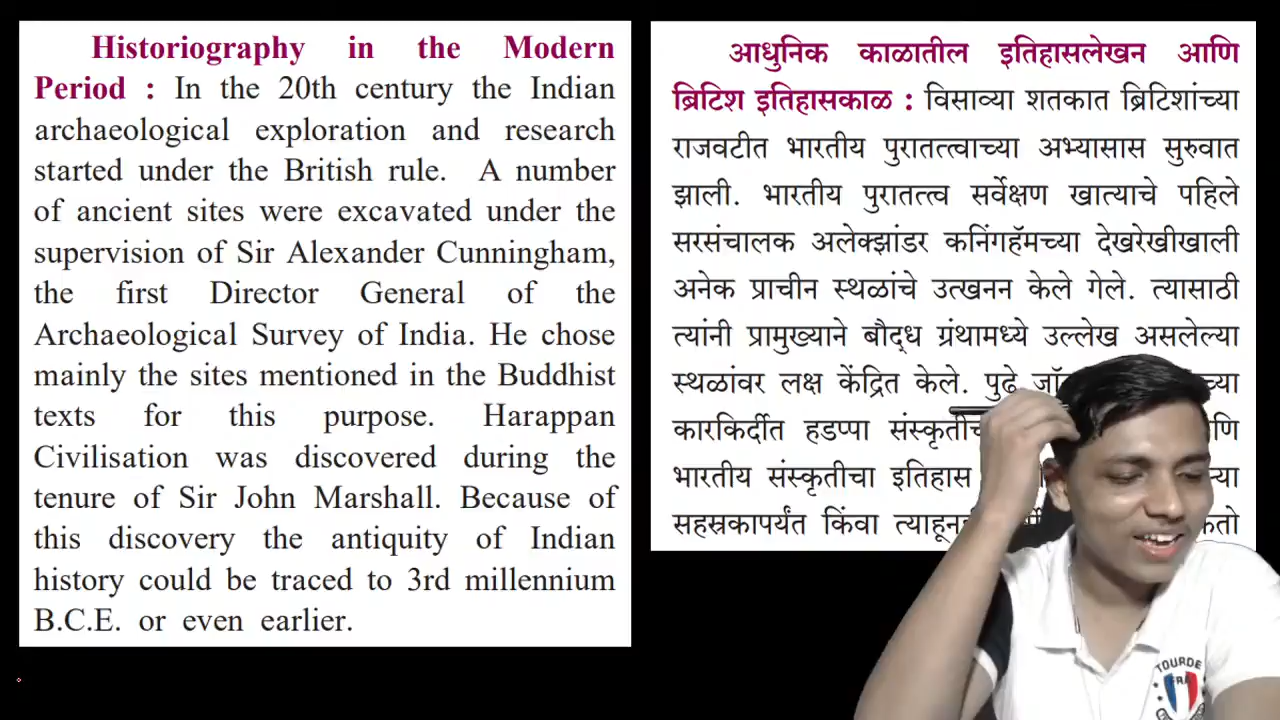 Historiography in the Modern
Period : In the 20th century the Indian
archaeological exploration and research
started under the British rule. A number
of ancient sites were excavated under the
supervision of Sir Alexander Cunningham,
the first Director General of the
Archaeological Survey of India. He chose
mainly the sites mentioned in the Buddhist
texts for this purpose. Harappan
Civilisation was discovered during the
tenure of Sir John Marshall. Because of
this discovery the antiquity of Indian
history could be traced to 3rd millennium
B.C.E. or even earlier.
आधुनिक काळातील इतिहासलेखन आणि
ब्रिटिश इतिहासकाळ : विसाव्या शतकात ब्रिटिशांच्या
राजवटीत भारतीय पुरातत्त्वाच्या अभ्यासास सुरुवात
झाली. भारतीय पुरातत्त्व सर्वेक्षण खात्याचे पहिले
सरसंचालक अलेक्झांडर कनिंगहॅमच्या देखरेखीखाली
अनेक प्राचीन स्थळांचे उत्खनन केले गेले. त्यासाठी
त्यांनी प्रामुख्याने बौद्ध ग्रंथामध्ये उल्लेख असलेल्या
स्थळांवर लक्ष केंद्रित केले. पुढे
कारकिर्दीत हडप्पा
भारतीय संस्कृतीचा इतिहास
सहस्रकापर्यंत किंवा
TOURDE
FRA